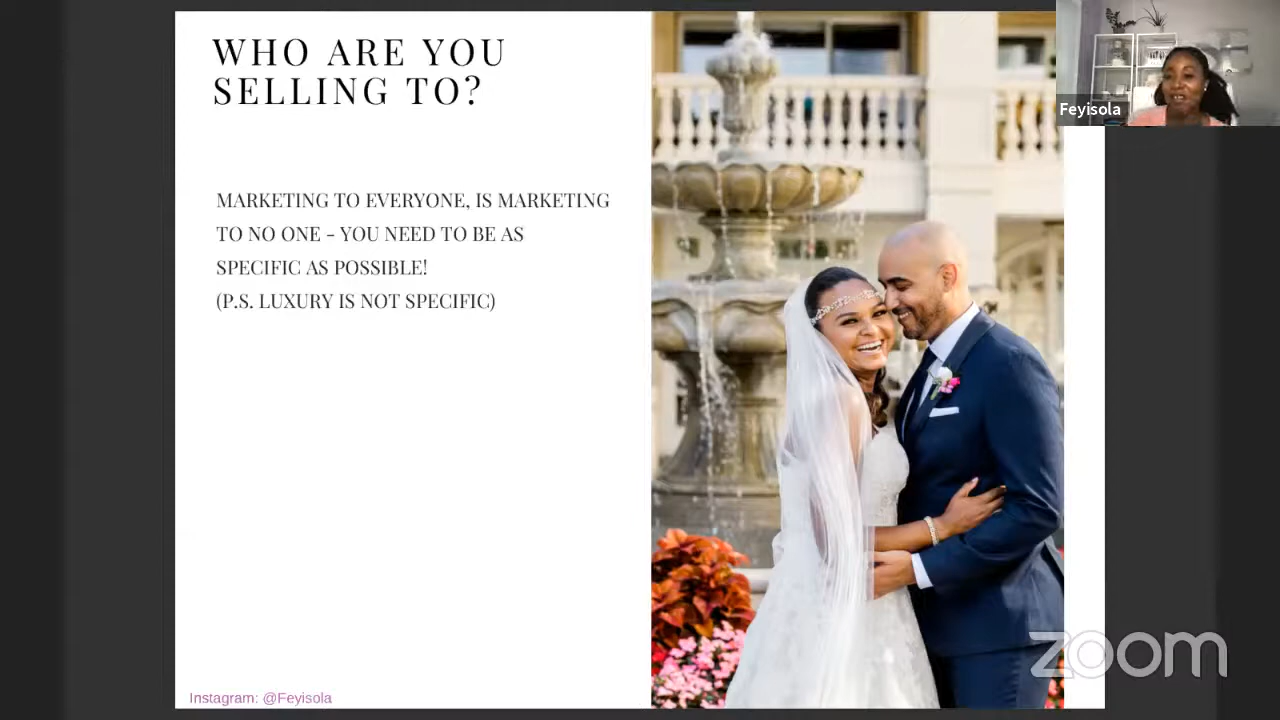 WHO ARE YOU
SELLING TO?
MARKETING TO EVERYONE, IS MARKETING
TO NO ONE - YOU NEED TO BE AS
SPECIFIC AS POSSIBLE!
(P.S. LUXURY IS NOT SPECIFIC)
Instagram: @Feyisola
Feyisola
zoom